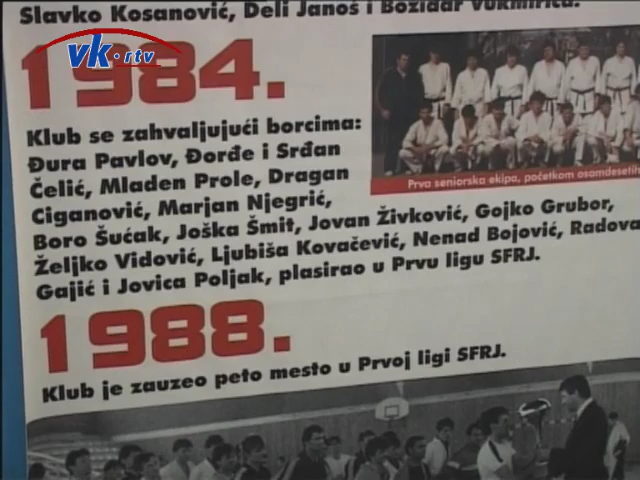 Slavko Kosanović, Deli Janoš i Božidar Vukmirica.
vk.rtv
1984.
Klub se zahvaljujući borcima:
Đura Pavlov, Đorđe i Srđan
Čelić, Mladen Prole, Dragan
Ciganović, Marjan Njegrić,
Boro Šućak, Joška Šmit, Jovan Živković, Gojko Grubor,
Željko Vidović, Ljubiša Kovačević, Nenad Bojović, Radova
Gajić i Jovica Poljak, plasirao u Prvu ligu SFRJ.
Prva seniorska ekipa, početkom osamdesetih
1988.
Klub je zauzeo peto mesto u Prvoj ligi SFRJ.